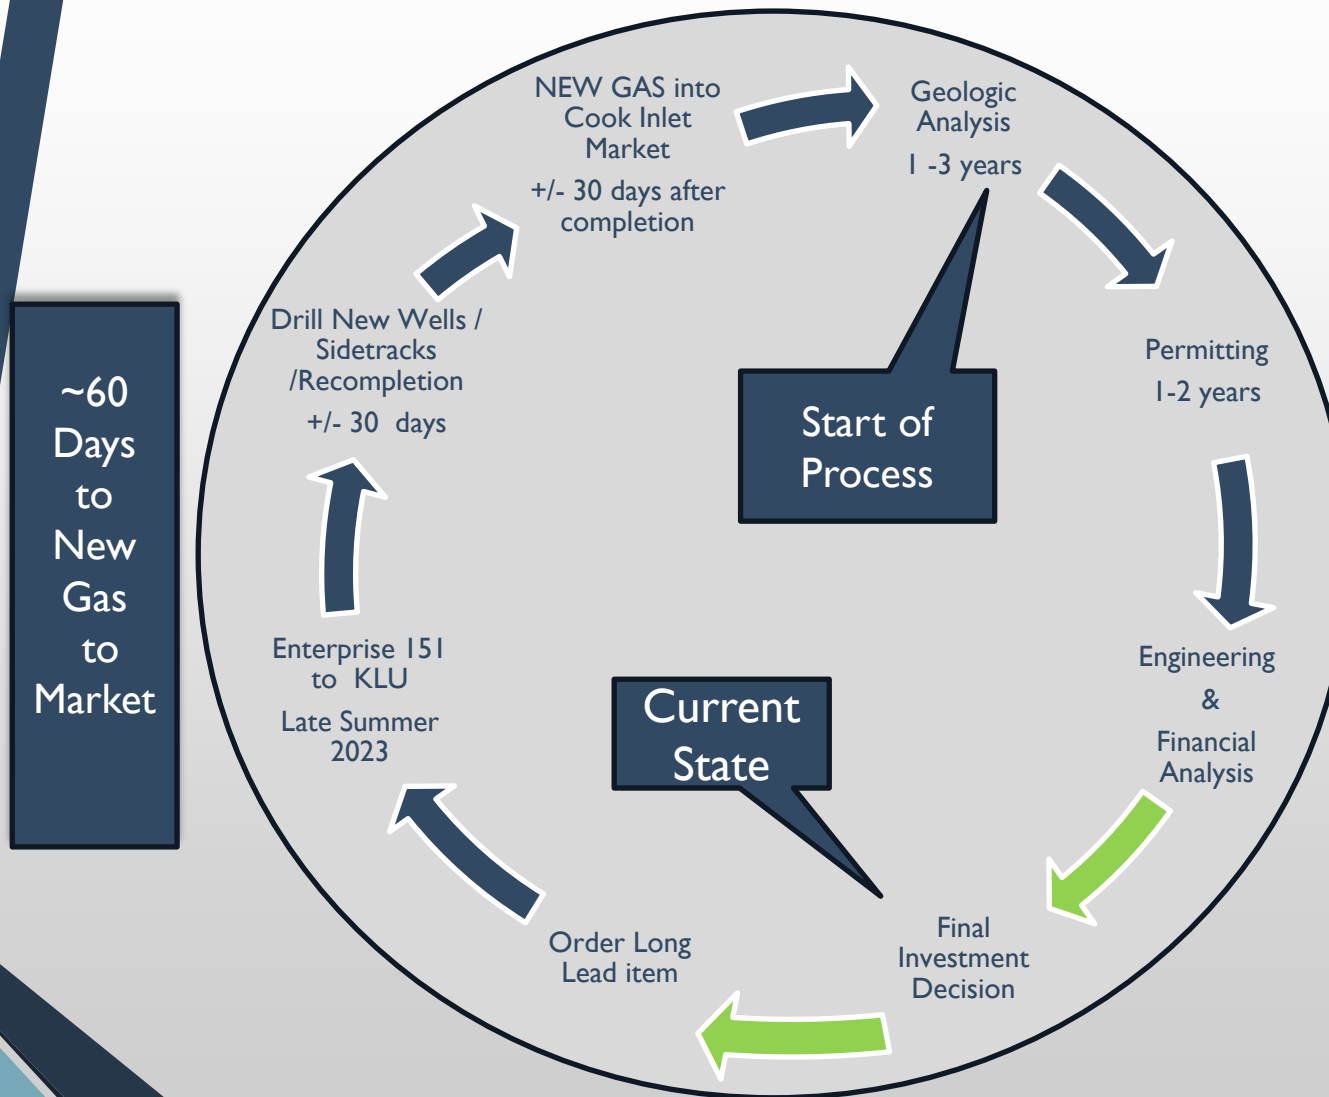 NEW GAS into
Cook Inlet
Market
+/- 30 days after
completion
Geologic
Analysis
1 -3 years
Permitting
1-2 years
Engineering
&
Financial
Analysis
Final
Investment
Decision
Order Long
Lead item
Enterprise 151
to KLU
Late Summer
2023
Drill New Wells /
Sidetracks
/Recompletion
+/- 30 days
Start of
Process
Current
State
~60
Days
to
New
Gas
to
Market